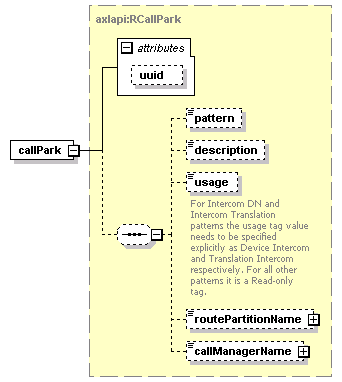 axlapi:RCallPark
attributes
uuid
callPark
pattern
description
usage
For Intercom DN and
Intercom Translation
patterns the usage tag value
needs to be specified
explicitly as Device Intercom
and Translation Intercom
respectively. For all other
patterns it is a Read-only
tag.
routePartitionName
callManagerName